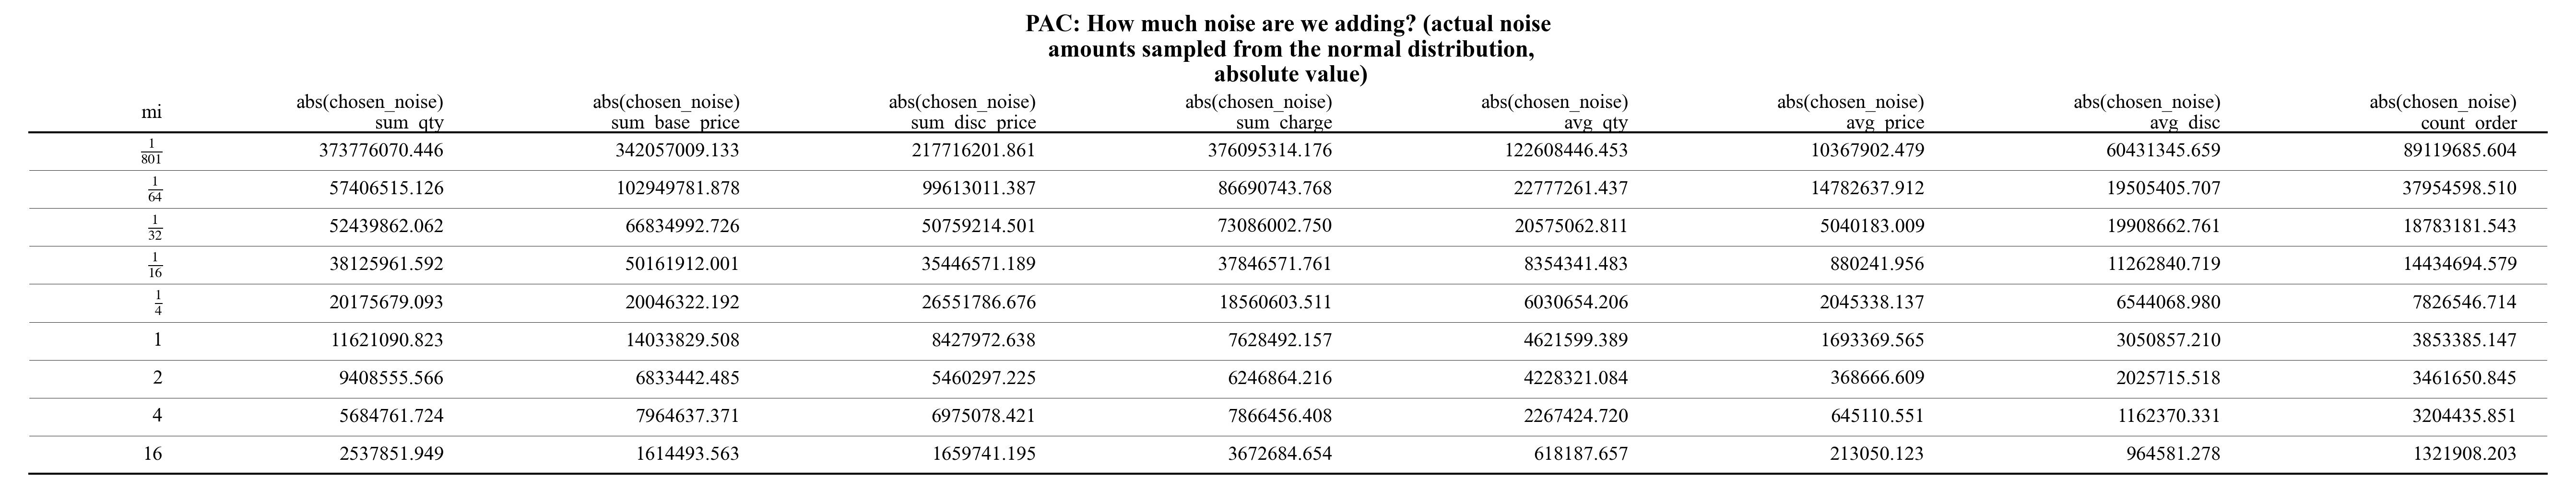 PAC: How much noise are we adding? (actual noise
amounts sampled from the normal distribution,
absolute value)
mi abs(chosen_noise) sum_qty abs(chosen_noise) sum_base_price abs(chosen_noise) sum_disc_price abs(chosen_noise) sum_charge abs(chosen_noise) avg_qty abs(chosen_noise) avg_price abs(chosen_noise) avg_disc abs(chosen_noise) count_order
1/801 373776070.446 342057009.133 217716201.861 376095314.176 122608446.453 10367902.479 60431345.659 89119685.604
1/64 57406515.126 102949781.878 99613011.387 86690743.768 22777261.437 14782637.912 19505405.707 37954598.510
1/32 52439862.062 66834992.726 50759214.501 73086002.750 20575062.811 5040183.009 19908662.761 18783181.543
1/16 38125961.592 50161912.001 35446571.189 37846571.761 8354341.483 880241.956 11262840.719 14434694.579
1/4 20175679.093 20046322.192 26551786.676 18560603.511 6030654.206 2045338.137 6544068.980 7826546.714
1 11621090.823 14033829.508 8427972.638 7628492.157 4621599.389 1693369.565 3050857.210 3853385.147
2 9408555.566 6833442.485 5460297.225 6246864.216 4228321.084 368666.609 2025715.518 3461650.845
4 5684761.724 7964637.371 6975078.421 7866456.408 2267424.720 645110.551 1162370.331 3204435.851
16 2537851.949 1614493.563 1659741.195 3672684.654 618187.657 213050.123 964581.278 1321908.203